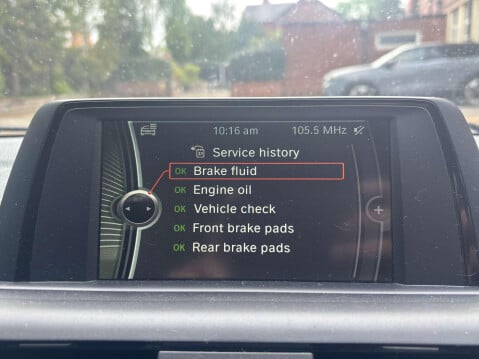 10:16 am 105.5 MHz
Service history
OK Brake fluid
OK Engine oil
OK Vehicle check
OK Front brake pads
OK Rear brake pads